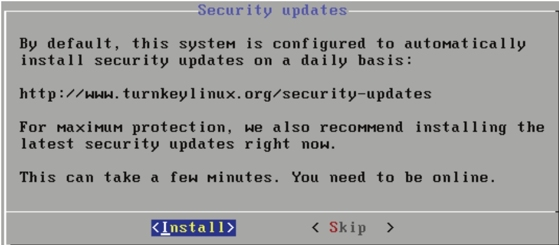 Security updates
By default, this system is configured to automatically
install security updates on a daily basis:
http://www.turnkeylinux.org/security-updates
For maximum protection, we also recommend installing the
latest security updates right now.
This can take a few minutes. You need to be online.
<Install> < Skip >